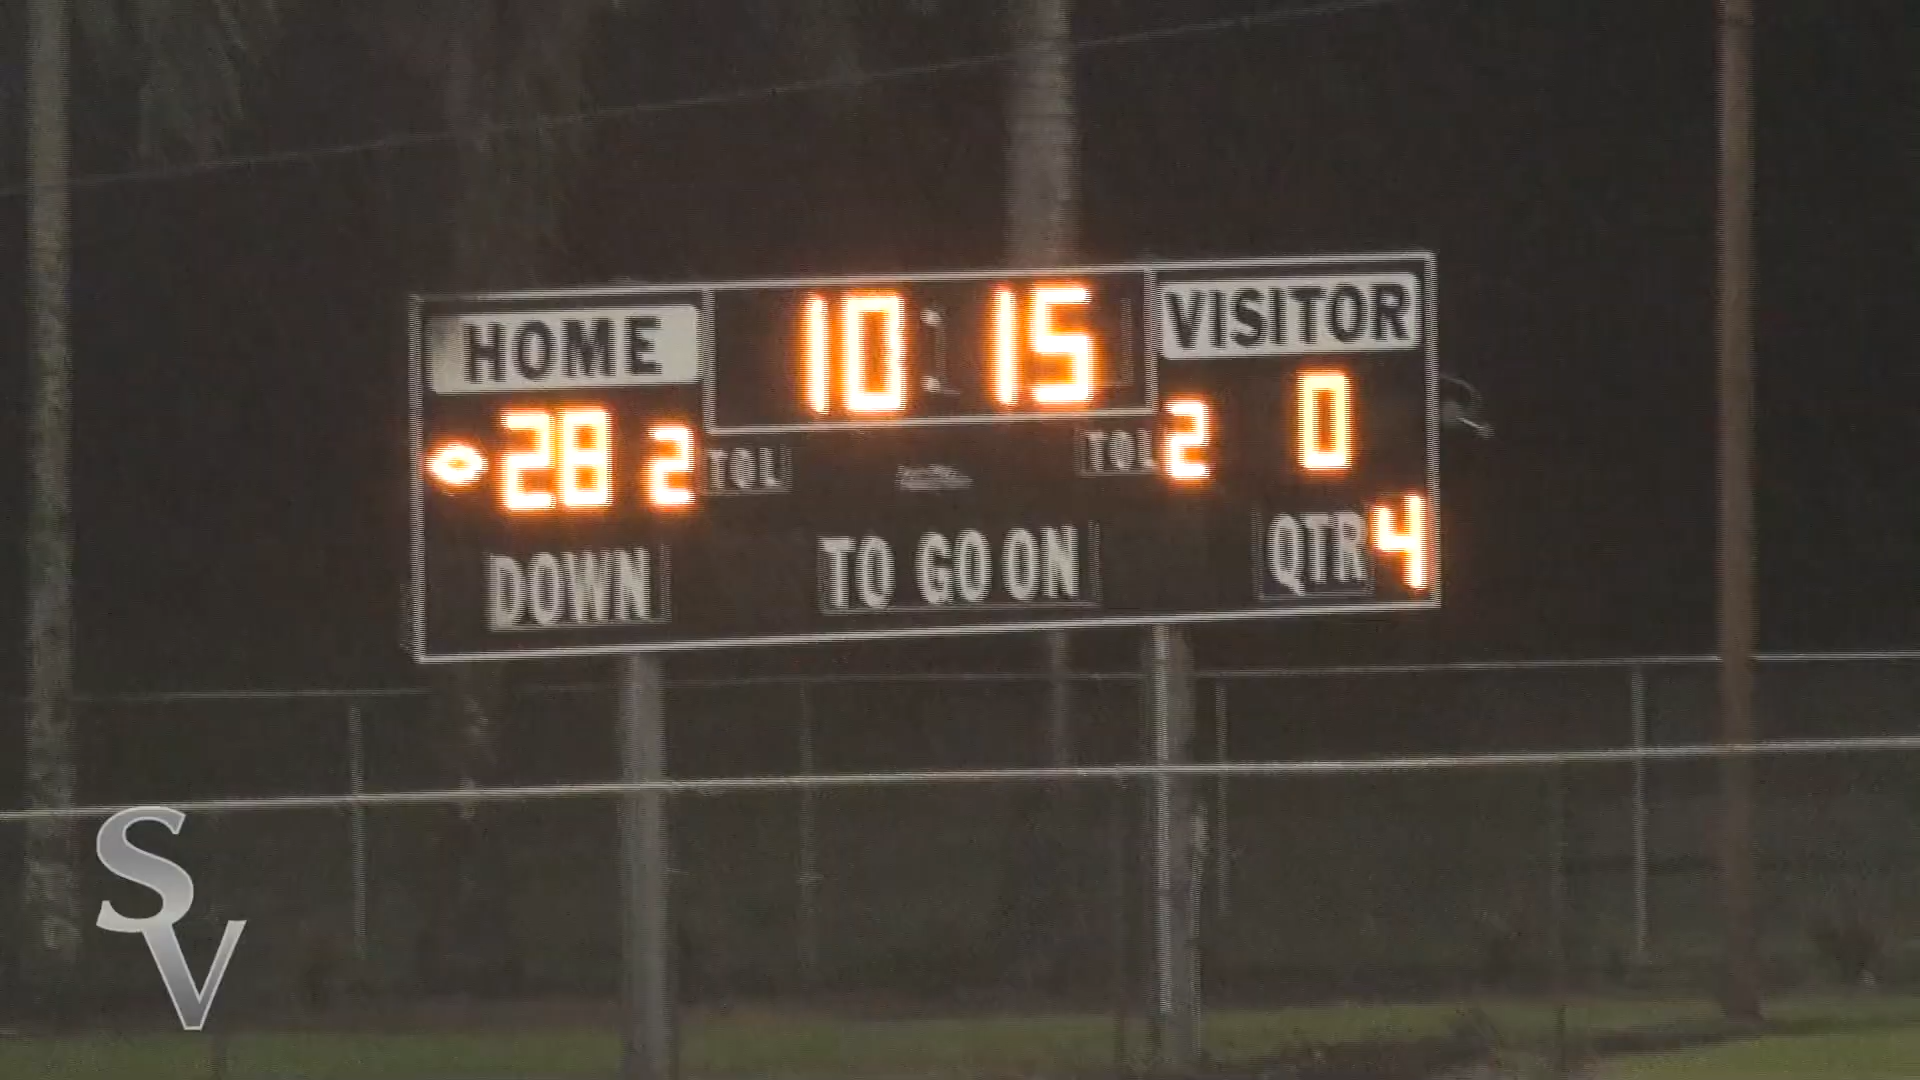 HOME 10:15 VISITOR
28 2 TOL TOL 2 0
DOWN TO GO ON QTR 4
SV